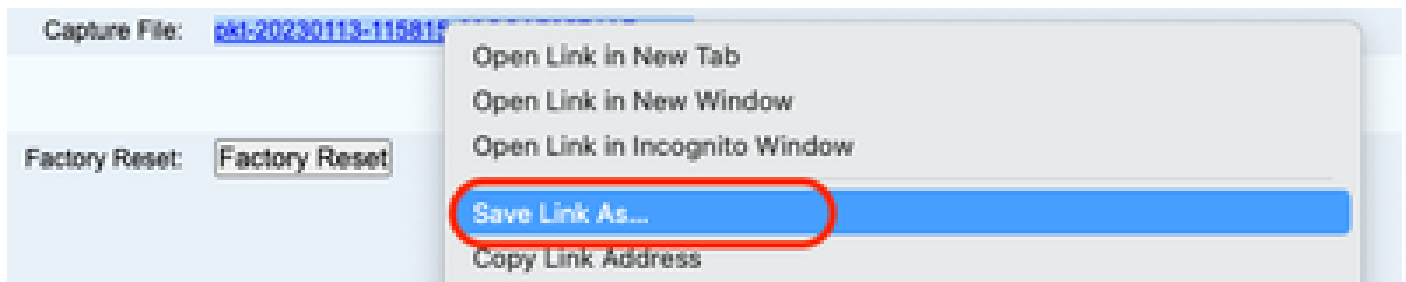 Capture File: pkt-20230113-115815
Open Link in New Tab
Open Link in New Window
Factory Reset: Factory Reset
Open Link in Incognito Window
Save Link As...
Copy Link Address